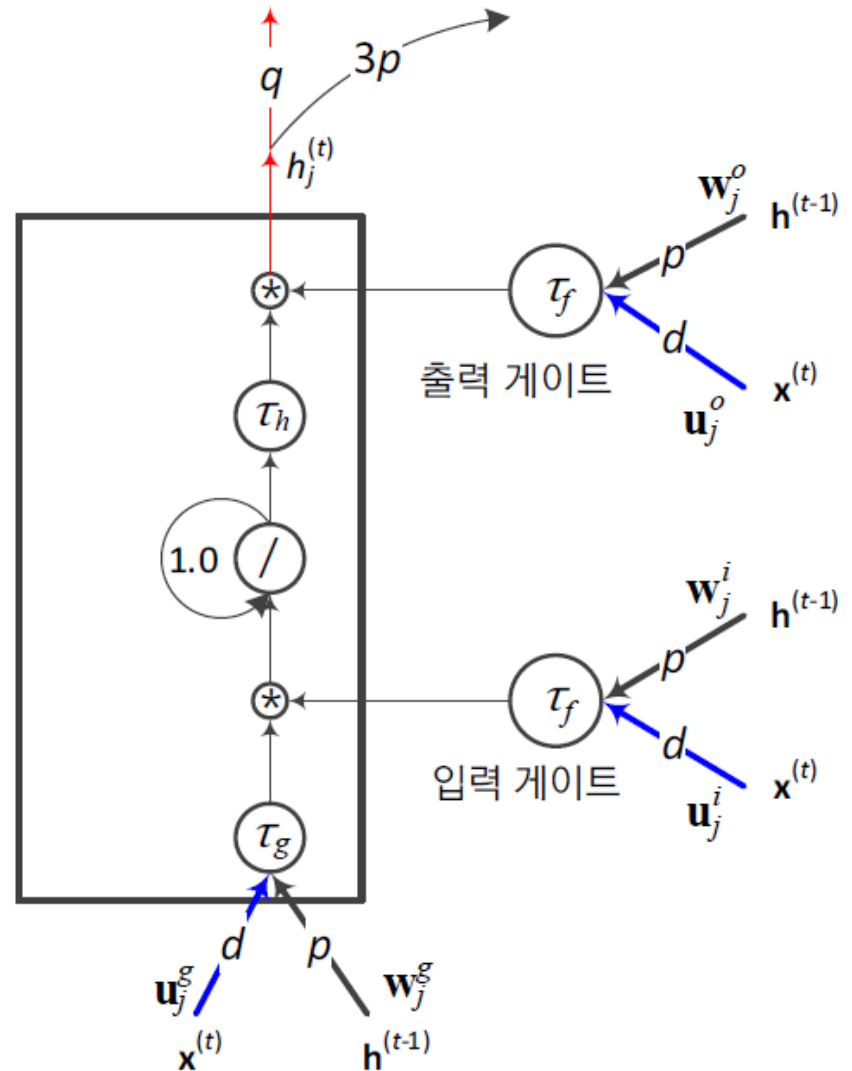 3p
q
h_j^{(t)}
w_j^o
h^{(t-1)}
p
*
τ_f
d
출력 게이트
x^{(t)}
u_j^o
τ_h
1.0
/
w_j^i
h^{(t-1)}
p
*
τ_f
d
입력 게이트
x^{(t)}
u_j^i
τ_g
d
p
u_j^g
w_j^g
x^{(t)}
h^{(t-1)}